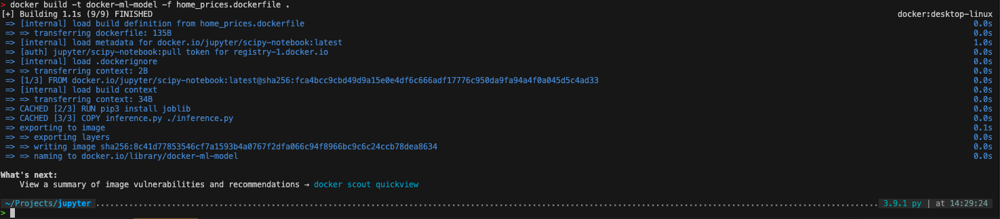 > docker build -t docker-ml-model -f home_prices.dockerfile .
[+] Building 1.1s (9/9) FINISHED docker:desktop-linux
=> [internal] load build definition from home_prices.dockerfile 0.0s
=> => transferring dockerfile: 135B 0.0s
=> [internal] load metadata for docker.io/jupyter/scipy-notebook:latest 1.0s
=> [auth] jupyter/scipy-notebook:pull token for registry-1.docker.io 0.0s
=> [internal] load .dockerignore 0.0s
=> => transferring context: 2B 0.0s
=> [1/3] FROM docker.io/jupyter/scipy-notebook:latest@sha256:fca4bcc9cbd49d9a15e0e4df6c666adf17776c950da9fa94a4f0a045d5c4ad33 0.0s
=> [internal] load build context 0.0s
=> => transferring context: 34B 0.0s
=> CACHED [2/3] RUN pip3 install joblib 0.0s
=> CACHED [3/3] COPY inference.py ./inference.py 0.0s
=> exporting to image 0.1s
=> => exporting layers 0.0s
=> => writing image sha256:8c41d77853546cf7a1593b4a0767f2dfa066c94f8966bc9c6c24ccb78dea8634 0.0s
=> => naming to docker.io/library/docker-ml-model 0.0s
What's next:
View a summary of image vulnerabilities and recommendations → docker scout quickview
~/Projects/jupyter 3.9.1 py | at 14:29:24
>